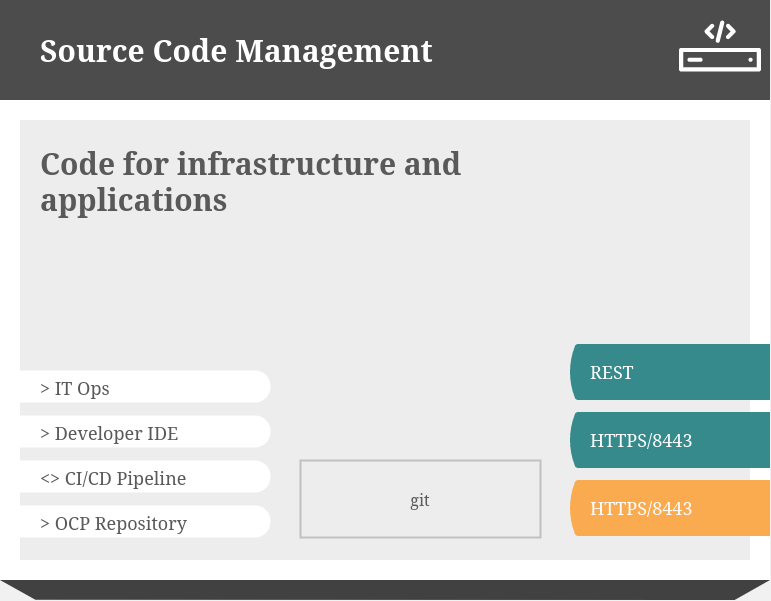 Source Code Management
</>
Code for infrastructure and
applications
> IT Ops
> Developer IDE
<> CI/CD Pipeline
> OCP Repository
git
REST
HTTPS/8443
HTTPS/8443